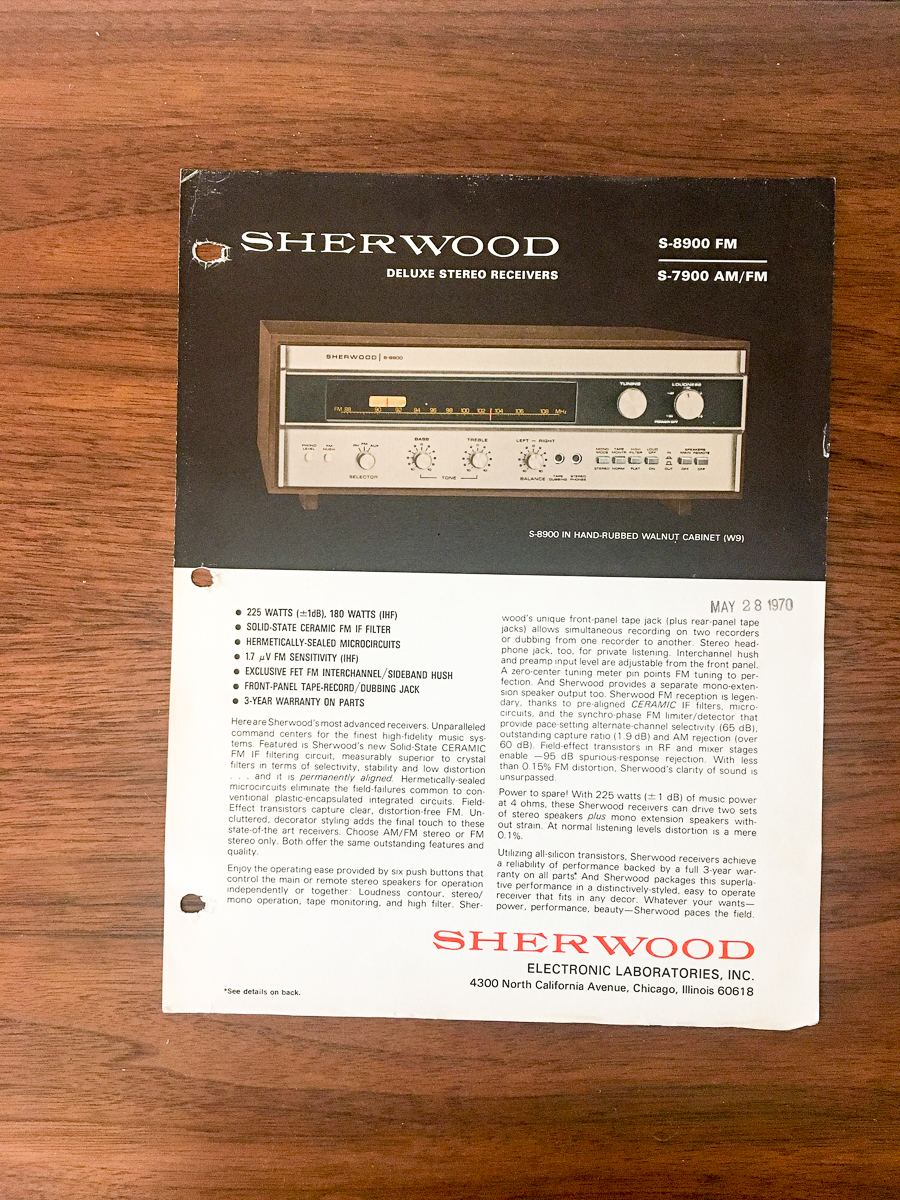 SHERWOOD
DELUXE STEREO RECEIVERS
S-8900 FM
S-7900 AM/FM
SHERWOOD S-8900
TUNING LOUDNESS
POWER OFF
FM 88 90 92 94 96 98 100 102 104 106 108 MHz
BASS TREBLE LEFT RIGHT
SELECTOR TONE BALANCE
TAPE DUBBING STEREO PHONES
S-8900 IN HAND-RUBBED WALNUT CABINET (W9)
MAY 28 1970
● 225 WATTS (±1dB), 180 WATTS (IHF)
● SOLID-STATE CERAMIC FM IF FILTER
● HERMETICALLY-SEALED MICROCIRCUITS
● 1.7 μV FM SENSITIVITY (IHF)
● EXCLUSIVE FET FM INTERCHANNEL/SIDEBAND HUSH
● FRONT-PANEL TAPE-RECORD/DUBBING JACK
● 3-YEAR WARRANTY ON PARTS
Here are Sherwood's most advanced receivers. Unparalleled
command centers for the finest high-fidelity music sys-
tems. Featured is Sherwood's new Solid-State CERAMIC
FM IF filtering circuit, measurably superior to crystal
filters in terms of selectivity, stability and low distortion
. . . and it is permanently aligned. Hermetically-sealed
microcircuits eliminate the field-failures common to con-
ventional plastic-encapsulated integrated circuits. Field-
Effect transistors capture clear, distortion-free FM. Un-
cluttered, decorator styling adds the final touch to these
state-of-the art receivers. Choose AM/FM stereo or FM
stereo only. Both offer the same outstanding features and
quality.
Enjoy the operating ease provided by six push buttons that
control the main or remote stereo speakers for operation
independently or together: Loudness contour, stereo/
mono operation, tape monitoring, and high filter. Sher-
wood's unique front-panel tape jack (plus rear-panel tape
jacks) allows simultaneous recording on two recorders
or dubbing from one recorder to another. Stereo head-
phone jack, too, for private listening. Interchannel hush
and preamp input level are adjustable from the front panel.
A zero-center tuning meter pin points FM tuning to per-
fection. And Sherwood provides a separate mono-exten-
sion speaker output too. Sherwood FM reception is legen-
dary, thanks to pre-aligned CERAMIC IF filters, micro-
circuits, and the synchro-phase FM limiter/detector that
provide pace-setting alternate-channel selectivity (65 dB),
outstanding capture ratio (1.9 dB) and AM rejection (over
60 dB). Field-effect transistors in RF and mixer stages
enable —95 dB spurious-response rejection. With less
than 0.15% FM distortion, Sherwood's clarity of sound is
unsurpassed.
Power to spare! With 225 watts (±1 dB) of music power
at 4 ohms, these Sherwood receivers can drive two sets
of stereo speakers plus mono extension speakers with-
out strain. At normal listening levels distortion is a mere
0.1%.
Utilizing all-silicon transistors, Sherwood receivers achieve
a reliability of performance backed by a full 3-year war-
ranty on all parts*. And Sherwood packages this superla-
tive performance in a distinctively-styled, easy to operate
receiver that fits in any decor. Whatever your wants—
power, performance, beauty—Sherwood paces the field.
SHERWOOD
ELECTRONIC LABORATORIES, INC.
4300 North California Avenue, Chicago, Illinois 60618
*See details on back.